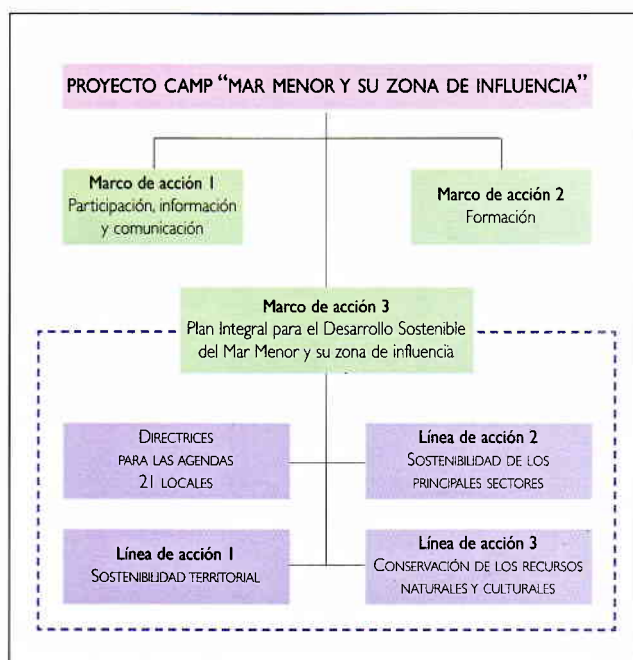 PROYECTO CAMP “MAR MENOR Y SU ZONA DE INFLUENCIA”
Marco de acción 1
Participación, información
y comunicación
Marco de acción 2
Formación
Marco de acción 3
Plan Integral para el Desarrollo Sostenible
del Mar Menor y su zona de influencia
DIRECTRICES
PARA LAS AGENDAS
21 LOCALES
Línea de acción 2
SOSTENIBILIDAD DE LOS
PRINCIPALES SECTORES
Línea de acción 1
SOSTENIBILIDAD TERRITORIAL
Línea de acción 3
CONSERVACIÓN DE LOS RECURSOS
NATURALES Y CULTURALES